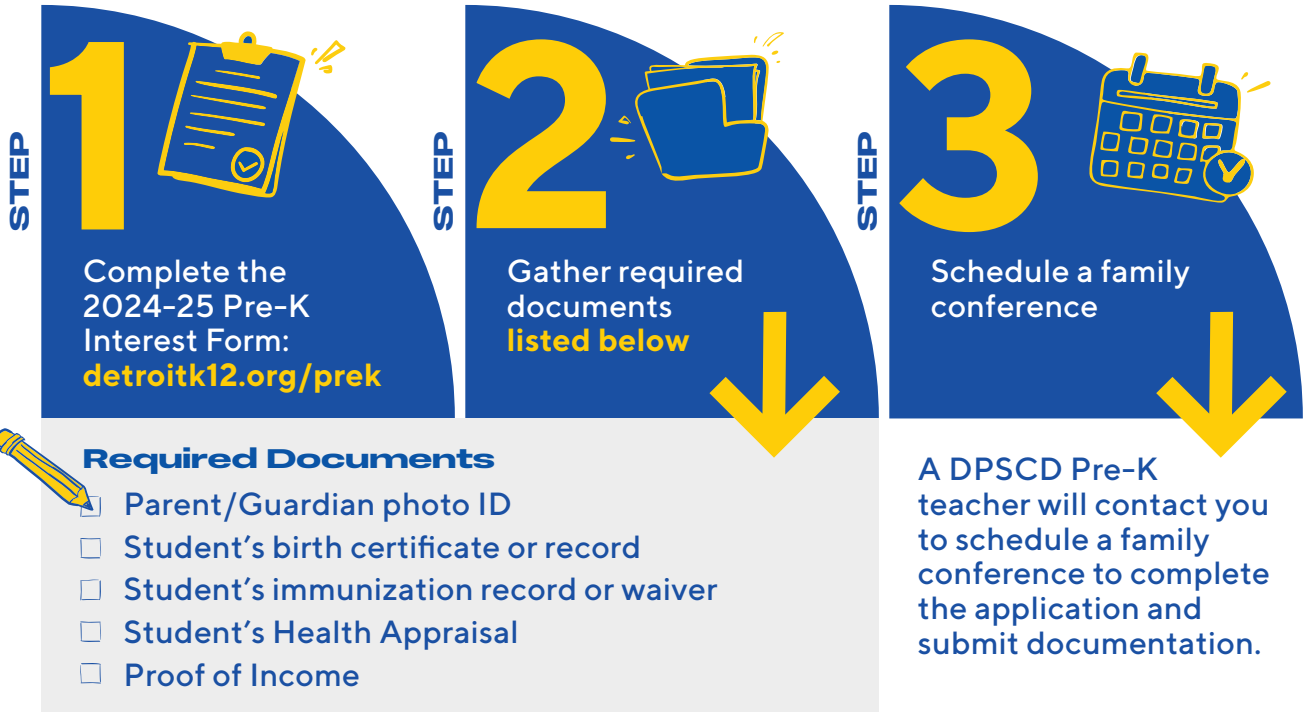 STEP
1
Complete the
2024-25 Pre-K
Interest Form:
detroitk12.org/prek
STEP
2
Gather required
documents
listed below
STEP
3
Schedule a family
conference
Required Documents
Parent/Guardian photo ID
Student's birth certificate or record
Student's immunization record or waiver
Student's Health Appraisal
Proof of Income
A DPSCD Pre-K
teacher will contact you
to schedule a family
conference to complete
the application and
submit documentation.